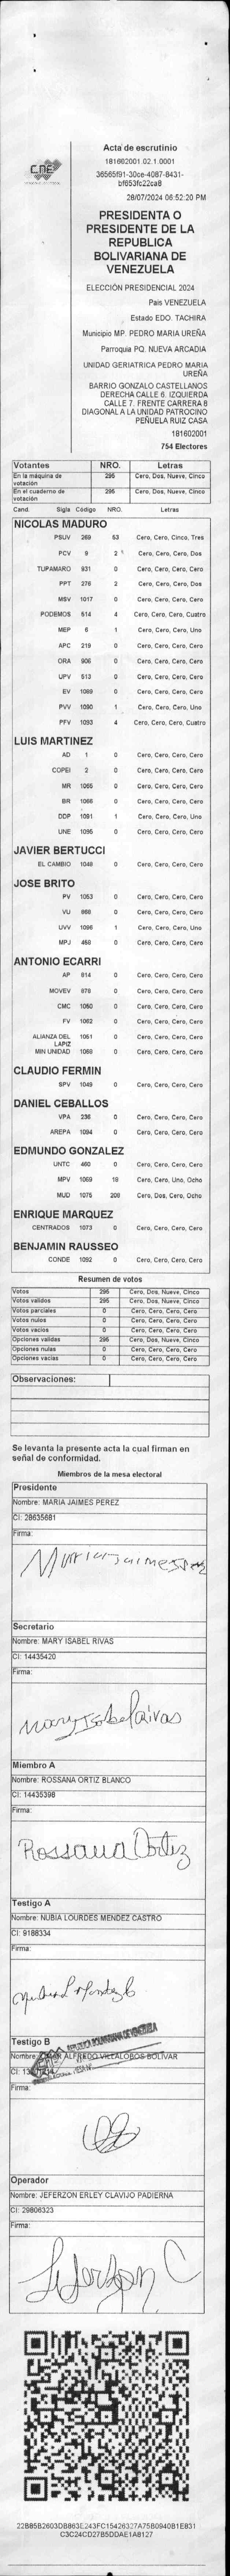 CNE
Acta de escrutinio
181602001.02.1.0001
36565f91-30ce-4087-8431-
bf653fc22ca8
28/07/2024 06:52:20 PM
PRESIDENTA O
PRESIDENTE DE LA
REPUBLICA
BOLIVARIANA DE
VENEZUELA
ELECCIÓN PRESIDENCIAL 2024
Pais VENEZUELA
Estado EDO. TACHIRA
Municipio MP. PEDRO MARIA UREÑA
Parroquia PQ. NUEVA ARCADIA
UNIDAD GERIATRICA PEDRO MARIA
UREÑA
BARRIO GONZALO CASTELLANOS
DERECHA CALLE 6. IZQUIERDA
CALLE 7. FRENTE CARRERA 8
DIAGONAL A LA UNIDAD PATROCINO
PEÑUELA RUIZ CASA
181602001
754 Electores
Votantes NRO. Letras
En la máquina de votación 295 Cero, Dos, Nueve, Cinco
En el cuaderno de votación 295 Cero, Dos, Nueve, Cinco
Cand. Sigla Código NRO. Letras
NICOLAS MADURO
PSUV 269 53 Cero, Cero, Cinco, Tres
PCV 9 2 Cero, Cero, Cero, Dos
TUPAMARO 931 0 Cero, Cero, Cero, Cero
PPT 276 2 Cero, Cero, Cero, Dos
MSV 1017 0 Cero, Cero, Cero, Cero
PODEMOS 514 4 Cero, Cero, Cero, Cuatro
MEP 6 1 Cero, Cero, Cero, Uno
APC 219 0 Cero, Cero, Cero, Cero
ORA 906 0 Cero, Cero, Cero, Cero
UPV 513 0 Cero, Cero, Cero, Cero
EV 1089 0 Cero, Cero, Cero, Cero
PVV 1090 1 Cero, Cero, Cero, Uno
PFV 1093 4 Cero, Cero, Cero, Cuatro
LUIS MARTINEZ
AD 1 0 Cero, Cero, Cero, Cero
COPEI 2 0 Cero, Cero, Cero, Cero
MR 1065 0 Cero, Cero, Cero, Cero
BR 1066 0 Cero, Cero, Cero, Cero
DDP 1091 1 Cero, Cero, Cero, Uno
UNE 1095 0 Cero, Cero, Cero, Cero
JAVIER BERTUCCI
EL CAMBIO 1048 0 Cero, Cero, Cero, Cero
JOSE BRITO
PV 1053 0 Cero, Cero, Cero, Cero
VU 868 0 Cero, Cero, Cero, Cero
UVV 1096 1 Cero, Cero, Cero, Uno
MPJ 458 0 Cero, Cero, Cero, Cero
ANTONIO ECARRI
AP 914 0 Cero, Cero, Cero, Cero
MOVEV 878 0 Cero, Cero, Cero, Cero
CMC 1050 0 Cero, Cero, Cero, Cero
FV 1062 0 Cero, Cero, Cero, Cero
ALIANZA DEL LAPIZ 1051 0 Cero, Cero, Cero, Cero
MIN UNIDAD 1068 0 Cero, Cero, Cero, Cero
CLAUDIO FERMIN
SPV 1049 0 Cero, Cero, Cero, Cero
DANIEL CEBALLOS
VPA 236 0 Cero, Cero, Cero, Cero
AREPA 1094 0 Cero, Cero, Cero, Cero
EDMUNDO GONZALEZ
UNTC 460 0 Cero, Cero, Cero, Cero
MPV 1069 18 Cero, Cero, Uno, Ocho
MUD 1075 208 Cero, Dos, Cero, Ocho
ENRIQUE MARQUEZ
CENTRADOS 1073 0 Cero, Cero, Cero, Cero
BENJAMIN RAUSSEO
CONDE 1092 0 Cero, Cero, Cero, Cero
Resumen de votos
Votos 295 Cero, Dos, Nueve, Cinco
Votos validos 295 Cero, Dos, Nueve, Cinco
Votos parciales 0 Cero, Cero, Cero, Cero
Votos nulos 0 Cero, Cero, Cero, Cero
Votos vacios 0 Cero, Cero, Cero, Cero
Opciones validas 295 Cero, Dos, Nueve, Cinco
Opciones nulas 0 Cero, Cero, Cero, Cero
Opciones vacias 0 Cero, Cero, Cero, Cero
Observaciones:
Se levanta la presente acta la cual firman en
señal de conformidad.
Miembros de la mesa electoral
Presidente
Nombre: MARIA JAIMES PEREZ
CI: 28635681
Firma:
Secretario
Nombre: MARY ISABEL RIVAS
CI: 14435420
Firma:
Mary Isabel Rivas
Miembro A
Nombre: ROSSANA ORTIZ BLANCO
CI: 14435398
Firma:
Rossana Ortiz
Testigo A
Nombre: NUBIA LOURDES MENDEZ CASTRO
CI: 9188334
Firma:
Testigo B
REPUBLICA BOLIVARIANA DE VENEZUELA
Nombre: ALFREDO VILLALOBOS BOLIVAR
CI:
Firma:
Operador
Nombre: JEFERZON ERLEY CLAVIJO PADIERNA
CI: 29806323
Firma:
Jeferzon C
22B85B2603DB863E243FC15426327A75B0940B1E831
C3C24CD27B5DDAE1A8127